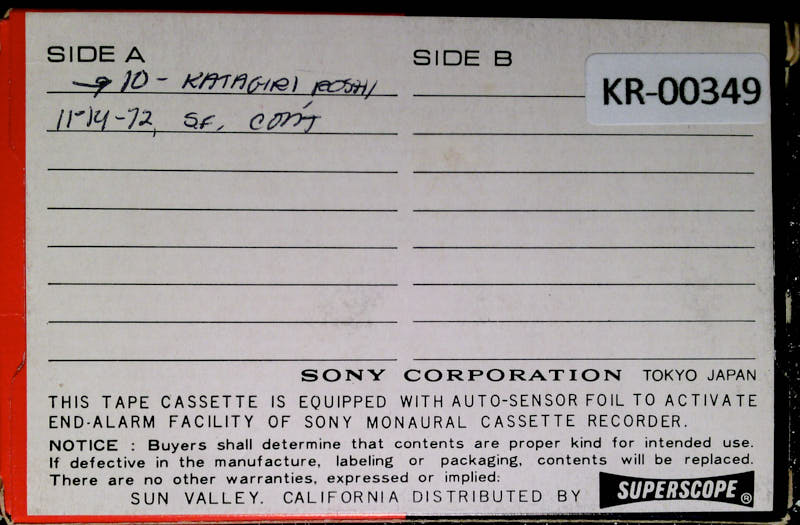 SIDE A
SIDE B
KR-00349
→ 10 - KATAGIRI ROSHI
11-14-72, S.F. CON'T
SONY CORPORATION TOKYO JAPAN
THIS TAPE CASSETTE IS EQUIPPED WITH AUTO-SENSOR FOIL TO ACTIVATE
END-ALARM FACILITY OF SONY MONAURAL CASSETTE RECORDER.
NOTICE : Buyers shall determine that contents are proper kind for intended use.
If defective in the manufacture, labeling or packaging, contents will be replaced.
There are no other warranties, expressed or implied.
SUN VALLEY. CALIFORNIA DISTRIBUTED BY SUPERSCOPE®